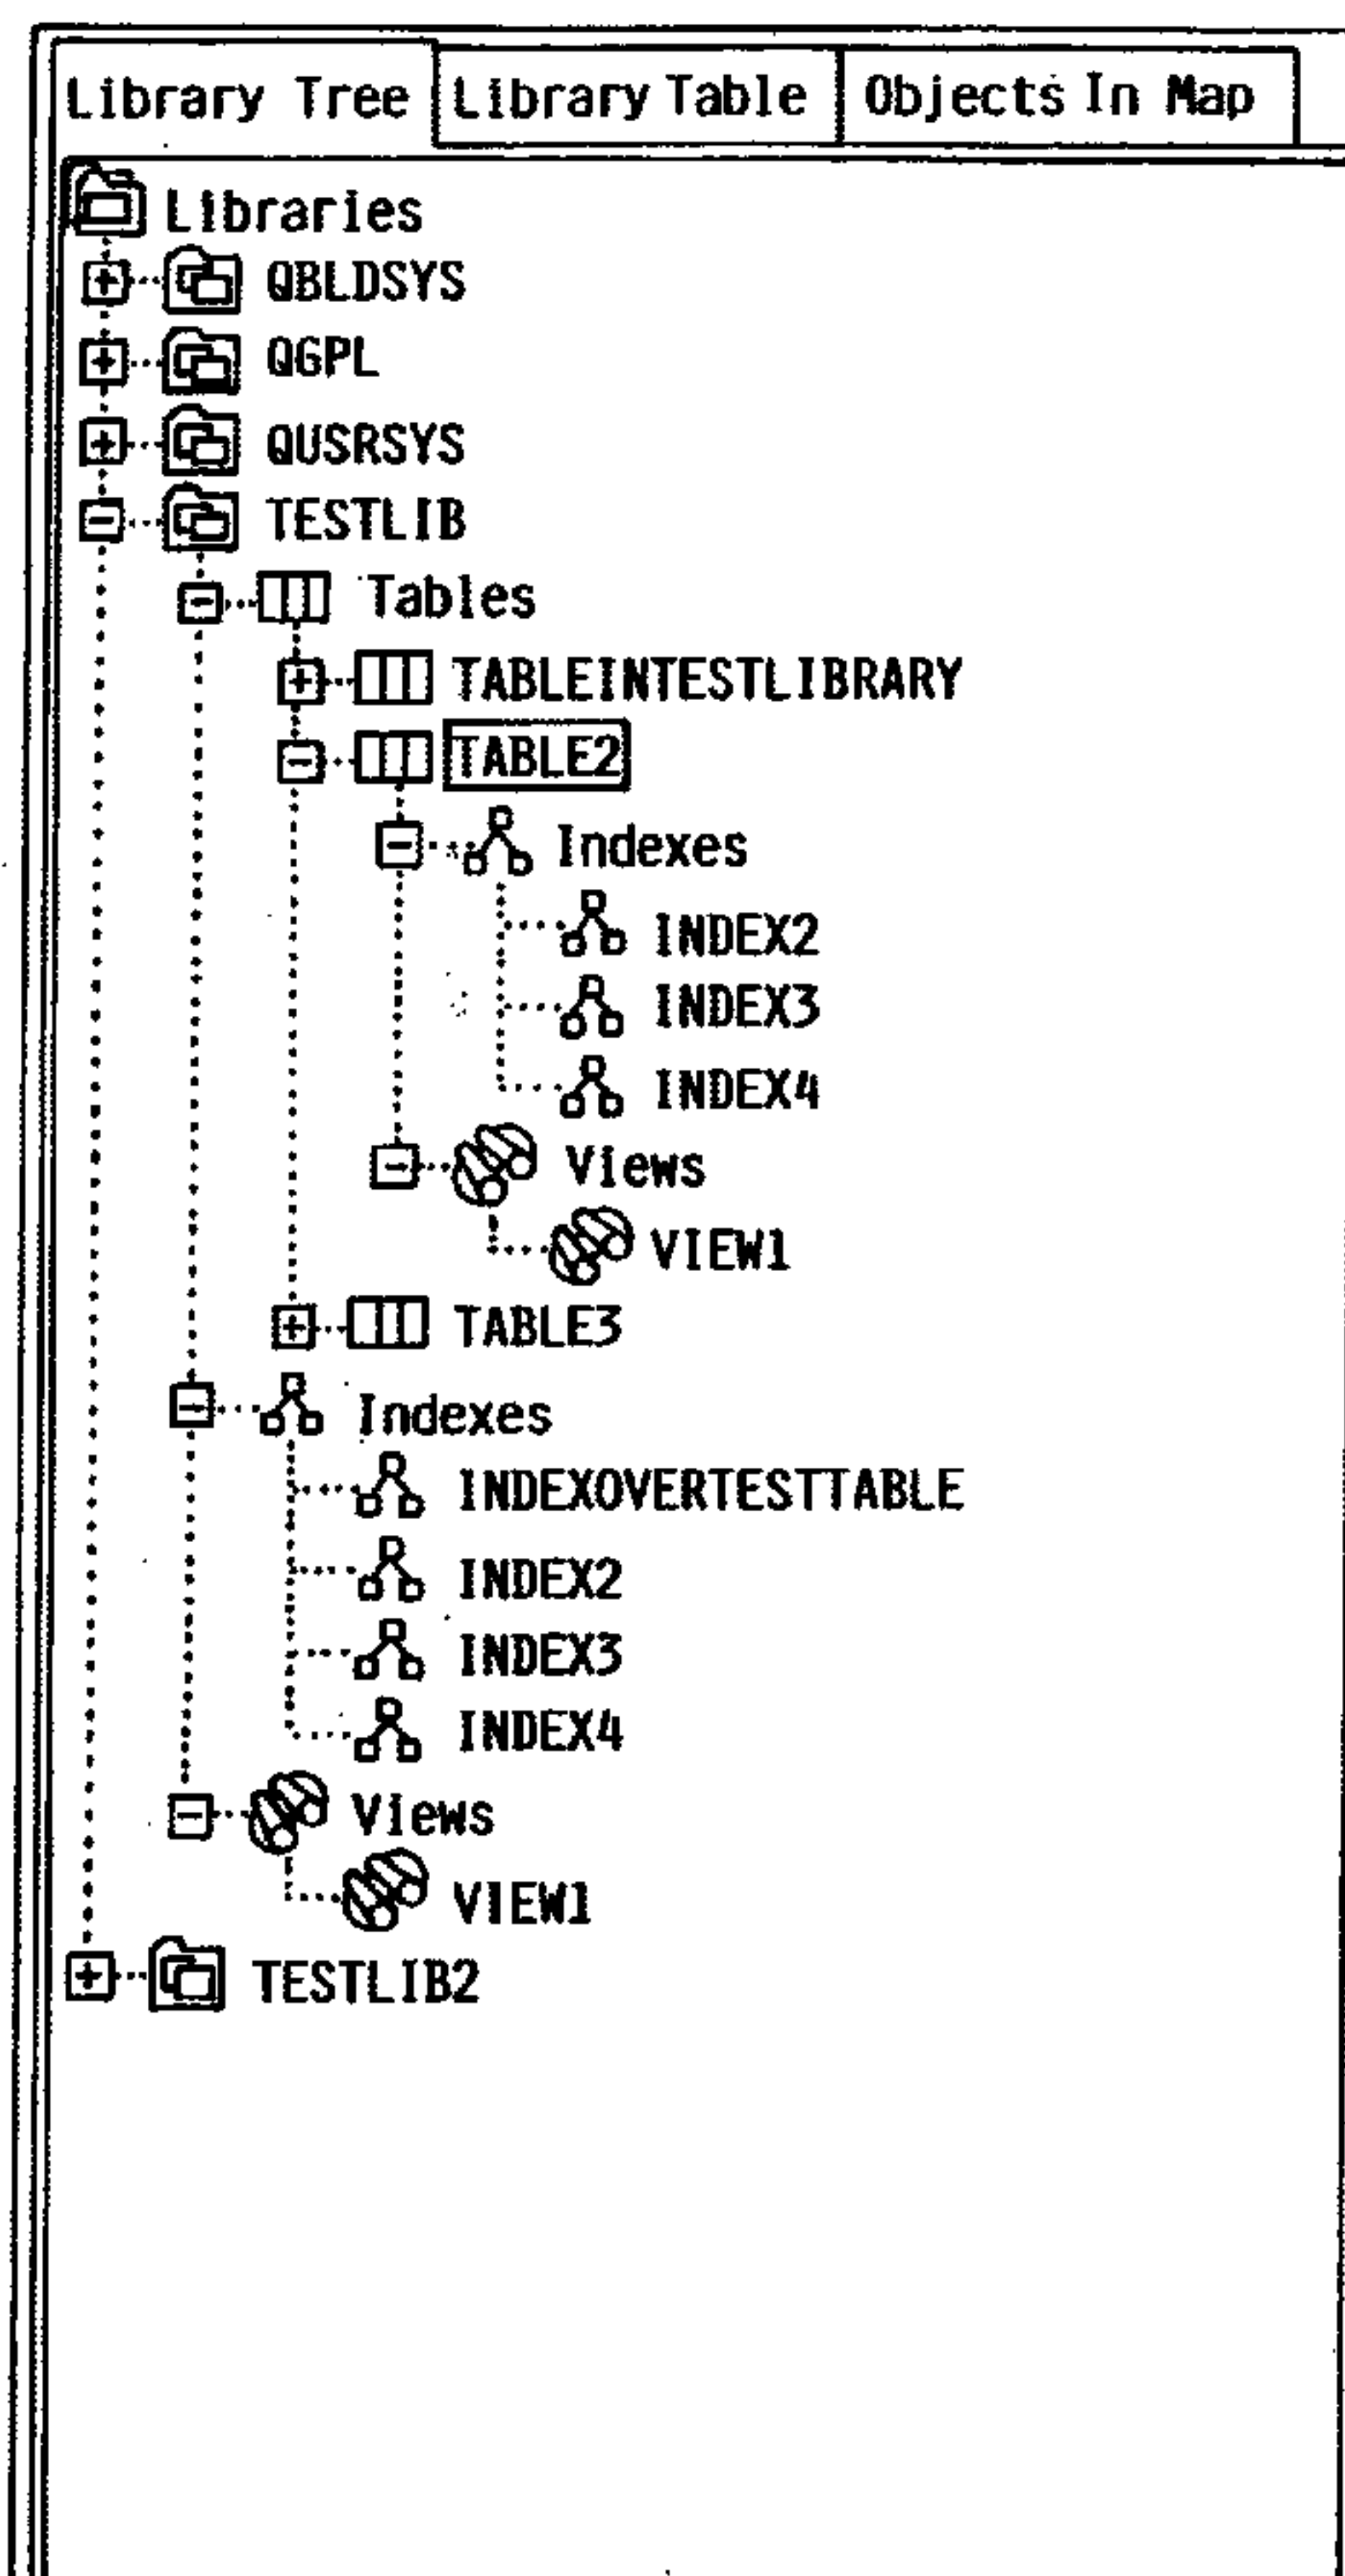 Library Tree Library Table Objects In Map
Libraries
QBLDSYS
QGPL
QUSRSYS
TESTLIB
Tables
TABLEINTESTLIBRARY
TABLE2
Indexes
INDEX2
INDEX3
INDEX4
Views
VIEW1
TABLE3
Indexes
INDEXOVERTESTTABLE
INDEX2
INDEX3
INDEX4
Views
VIEW1
TESTLIB2